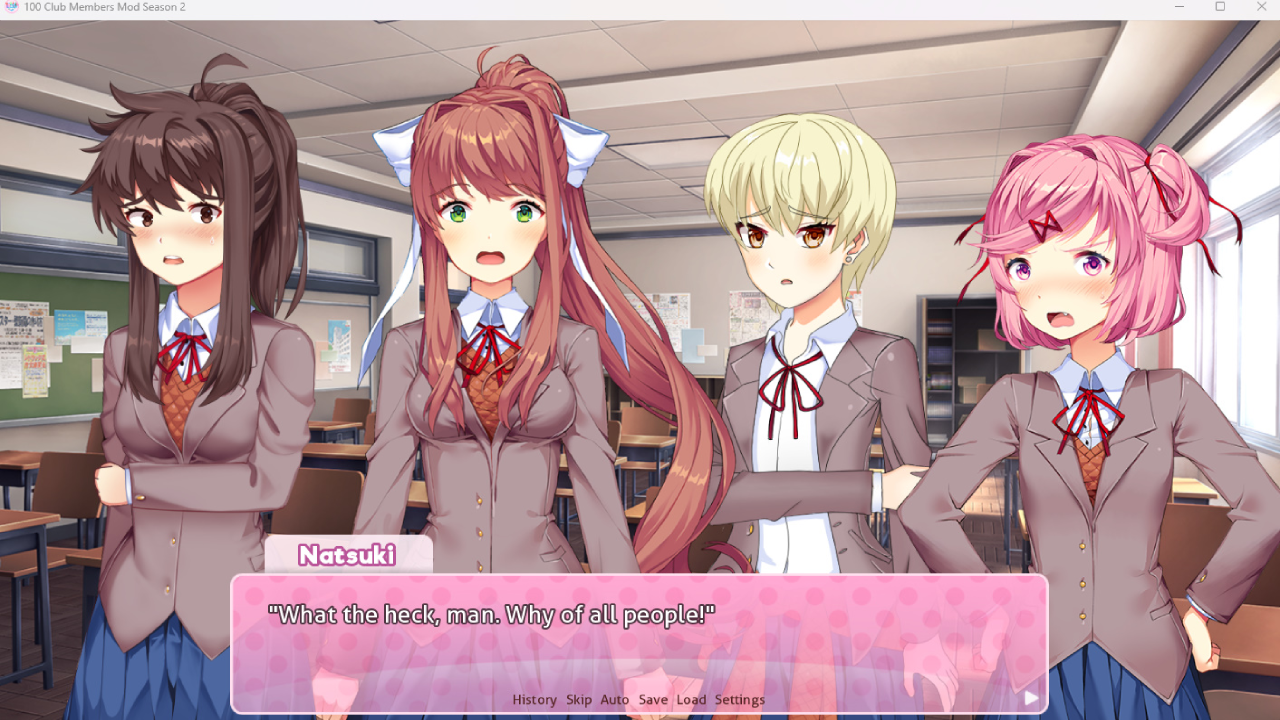 100 Club Members Mod Season 2
Natsuki
"What the heck, man. Why of all people!"
History Skip Auto Save Load Settings